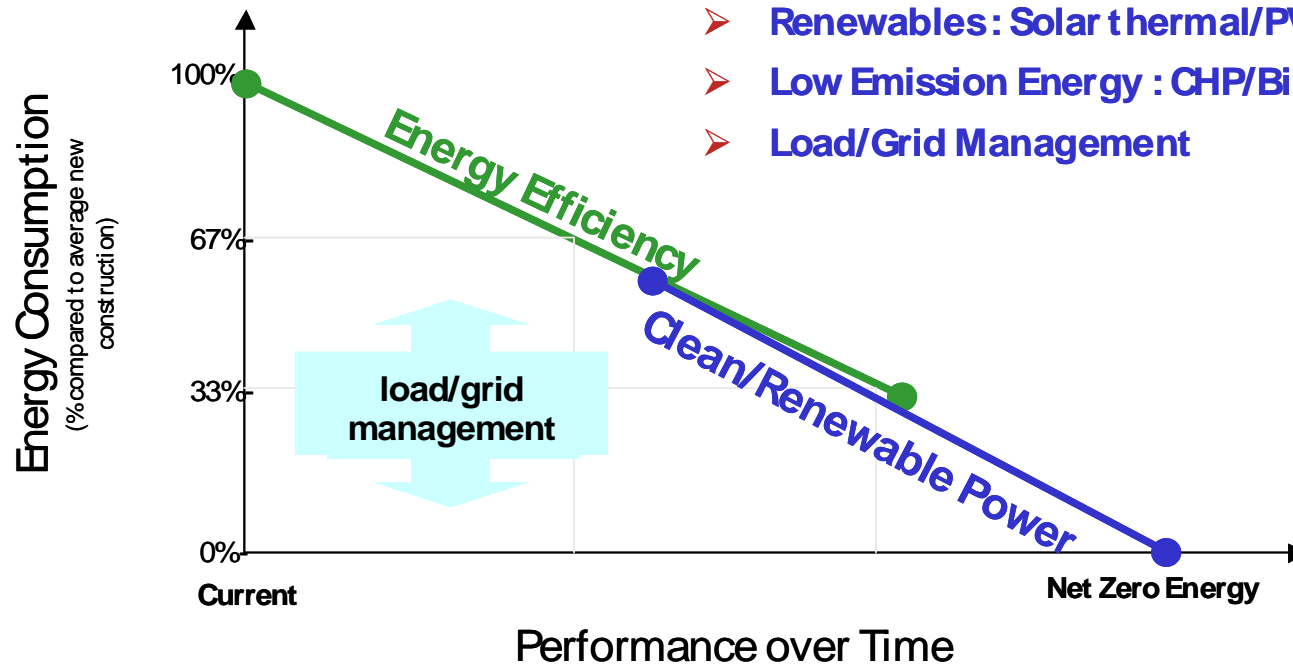 Renewables: Solar thermal/PV
Low Emission Energy : CHP/Bi
Load/Grid Management
Energy Consumption
(% compared to average new
construction)
100%
67%
33%
0%
Energy Efficiency
Clean/Renewable Power
load/grid
management
Current
Net Zero Energy
Performance over Time